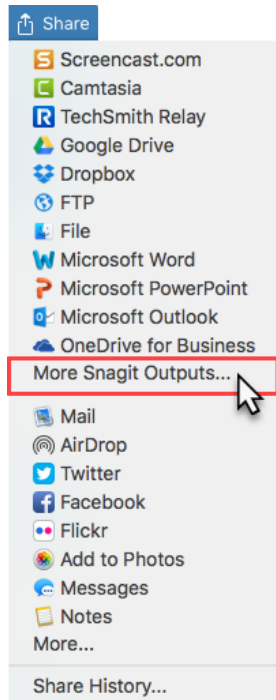 Share
Screencast.com
Camtasia
TechSmith Relay
Google Drive
Dropbox
FTP
File
Microsoft Word
Microsoft PowerPoint
Microsoft Outlook
OneDrive for Business
More Snagit Outputs...
Mail
AirDrop
Twitter
Facebook
Flickr
Add to Photos
Messages
Notes
More...
Share History...